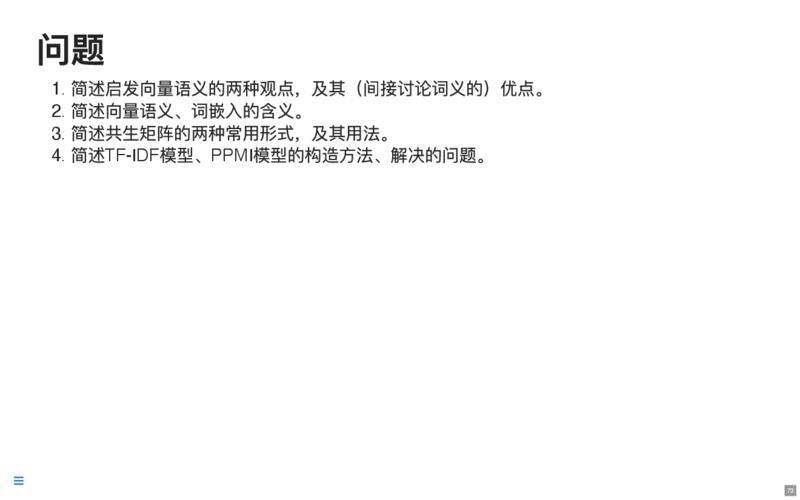 问题
1. 简述启发向量语义的两种观点，及其（间接讨论词义的）优点。
2. 简述向量语义、词嵌入的含义。
3. 简述共生矩阵的两种常用形式，及其用法。
4. 简述TF-IDF模型、PPMI模型的构造方法、解决的问题。
73